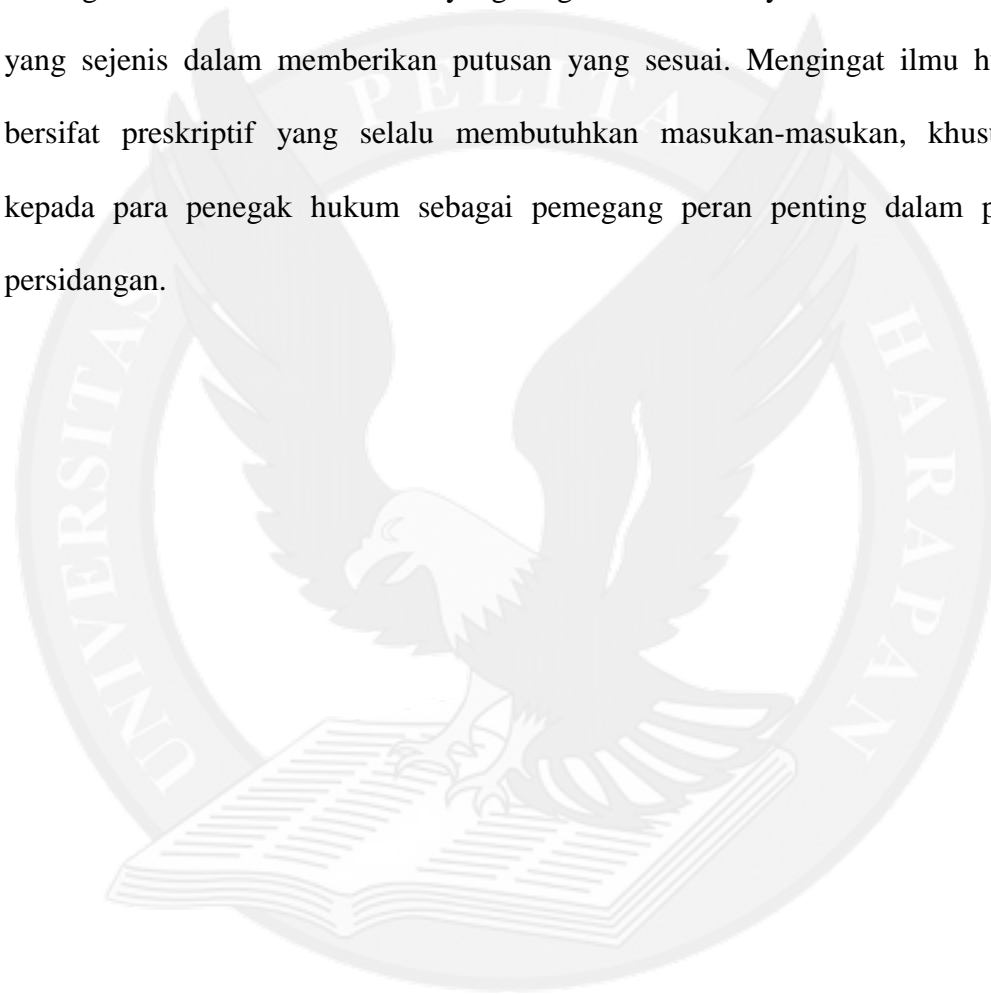 yang sejenis dalam memberikan putusan yang sesuai. Mengingat ilmu
bersifat preskriptif yang selalu membutuhkan masukan-masukan,
kepada para penegak hukum sebagai pemegang peran penting dalam
persidangan.
UNIVERSITAS PELITA HARAPAN